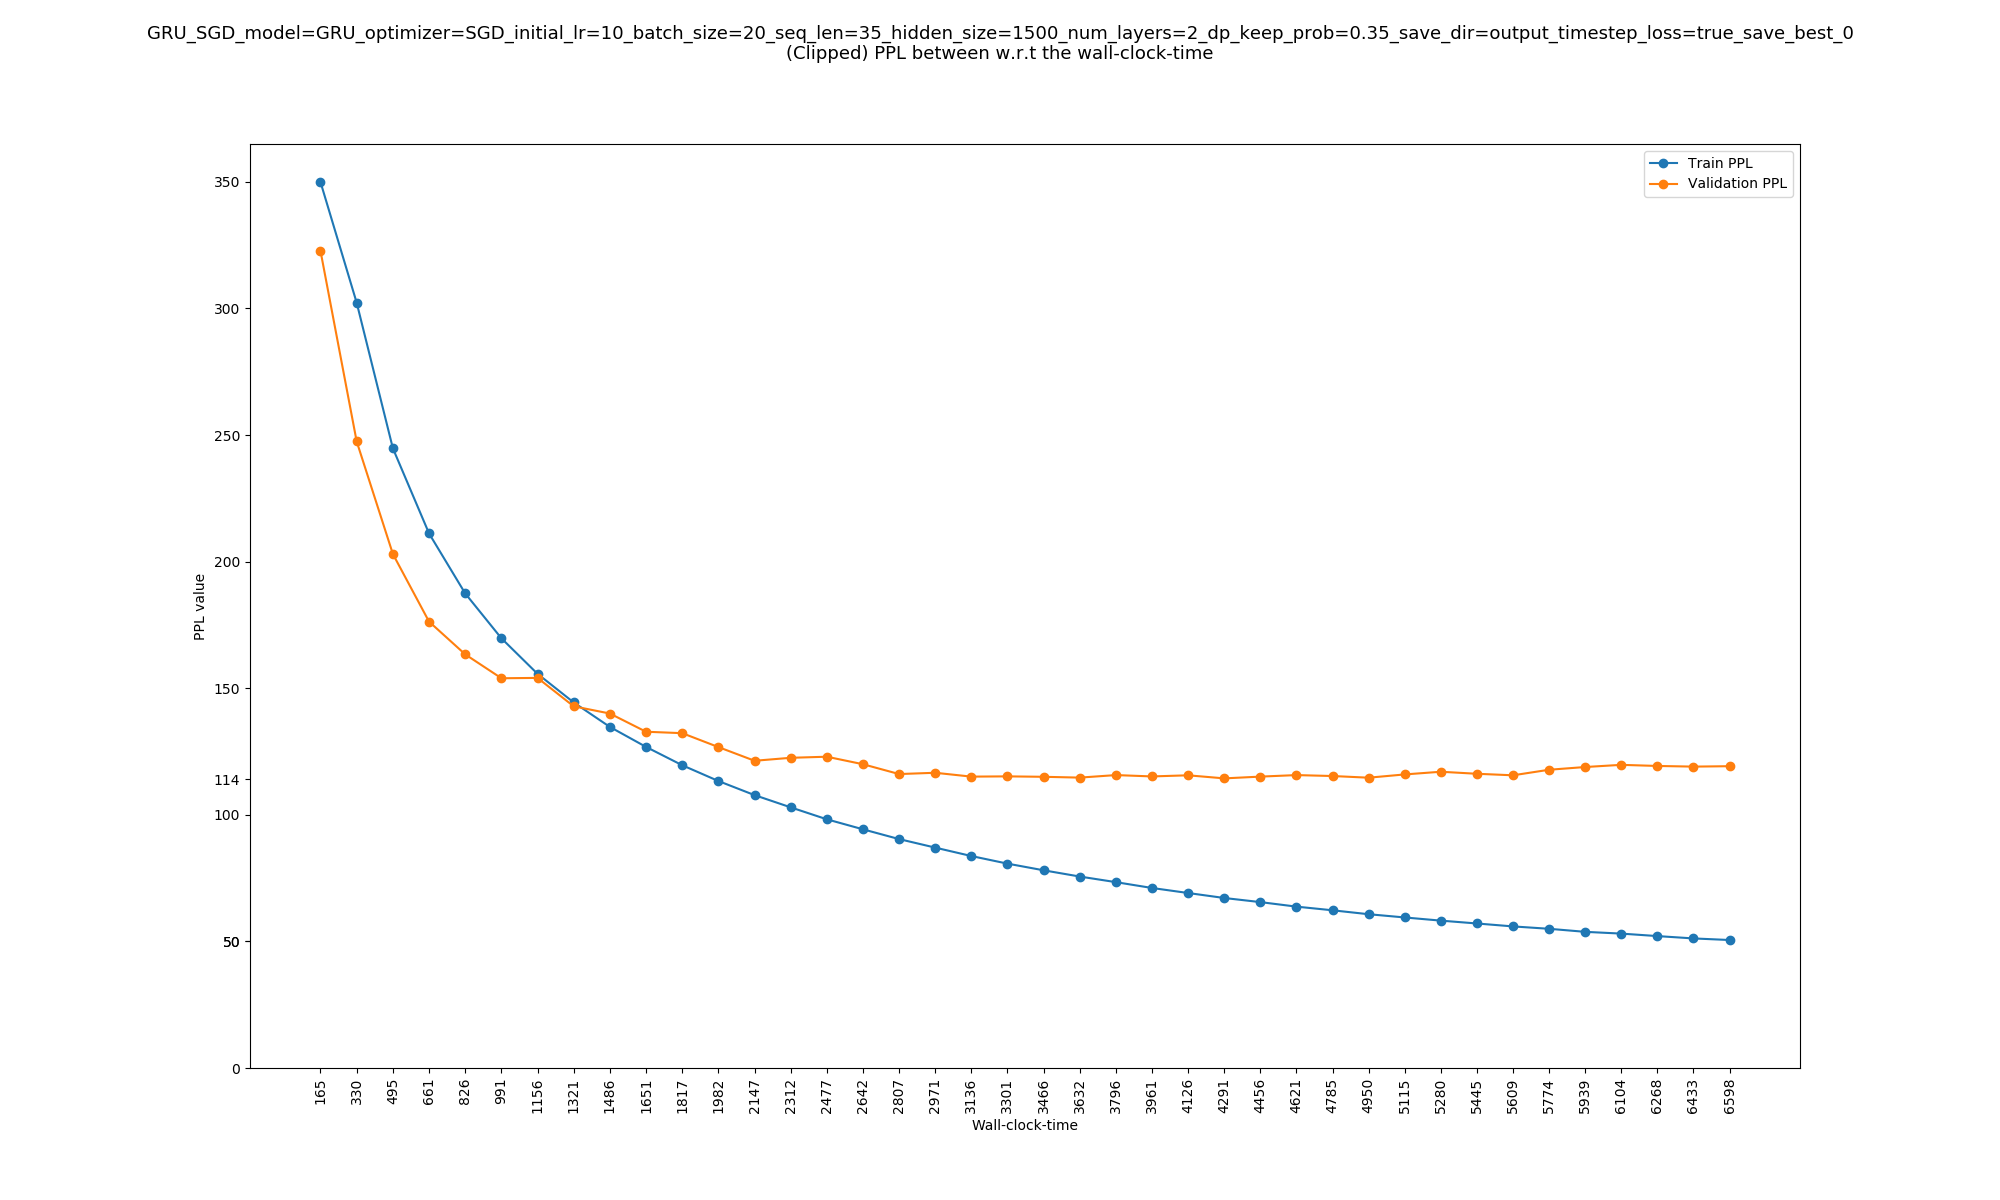 GRU_SGD_model=GRU_optimizer=SGD_initial_lr=10_batch_size=20_seq_len=35_hidden_size=1500_num_layers=2_dp_keep_prob=0.35_save_dir=output_timestep_loss=true_save_best_0
(Clipped) PPL between w.r.t the wall-clock-time
Train PPL
Validation PPL
350
300
250
200
150
114
100
50
0
PPL value
165 330 495 661 826 991 1156 1321 1486 1651 1817 1982 2147 2312 2477 2642 2807 2971 3136 3301 3466 3632 3796 3961 4126 4291 4456 4621 4785 4950 5115 5280 5445 5609 5774 5939 6104 6268 6433 6598
Wall-clock-time